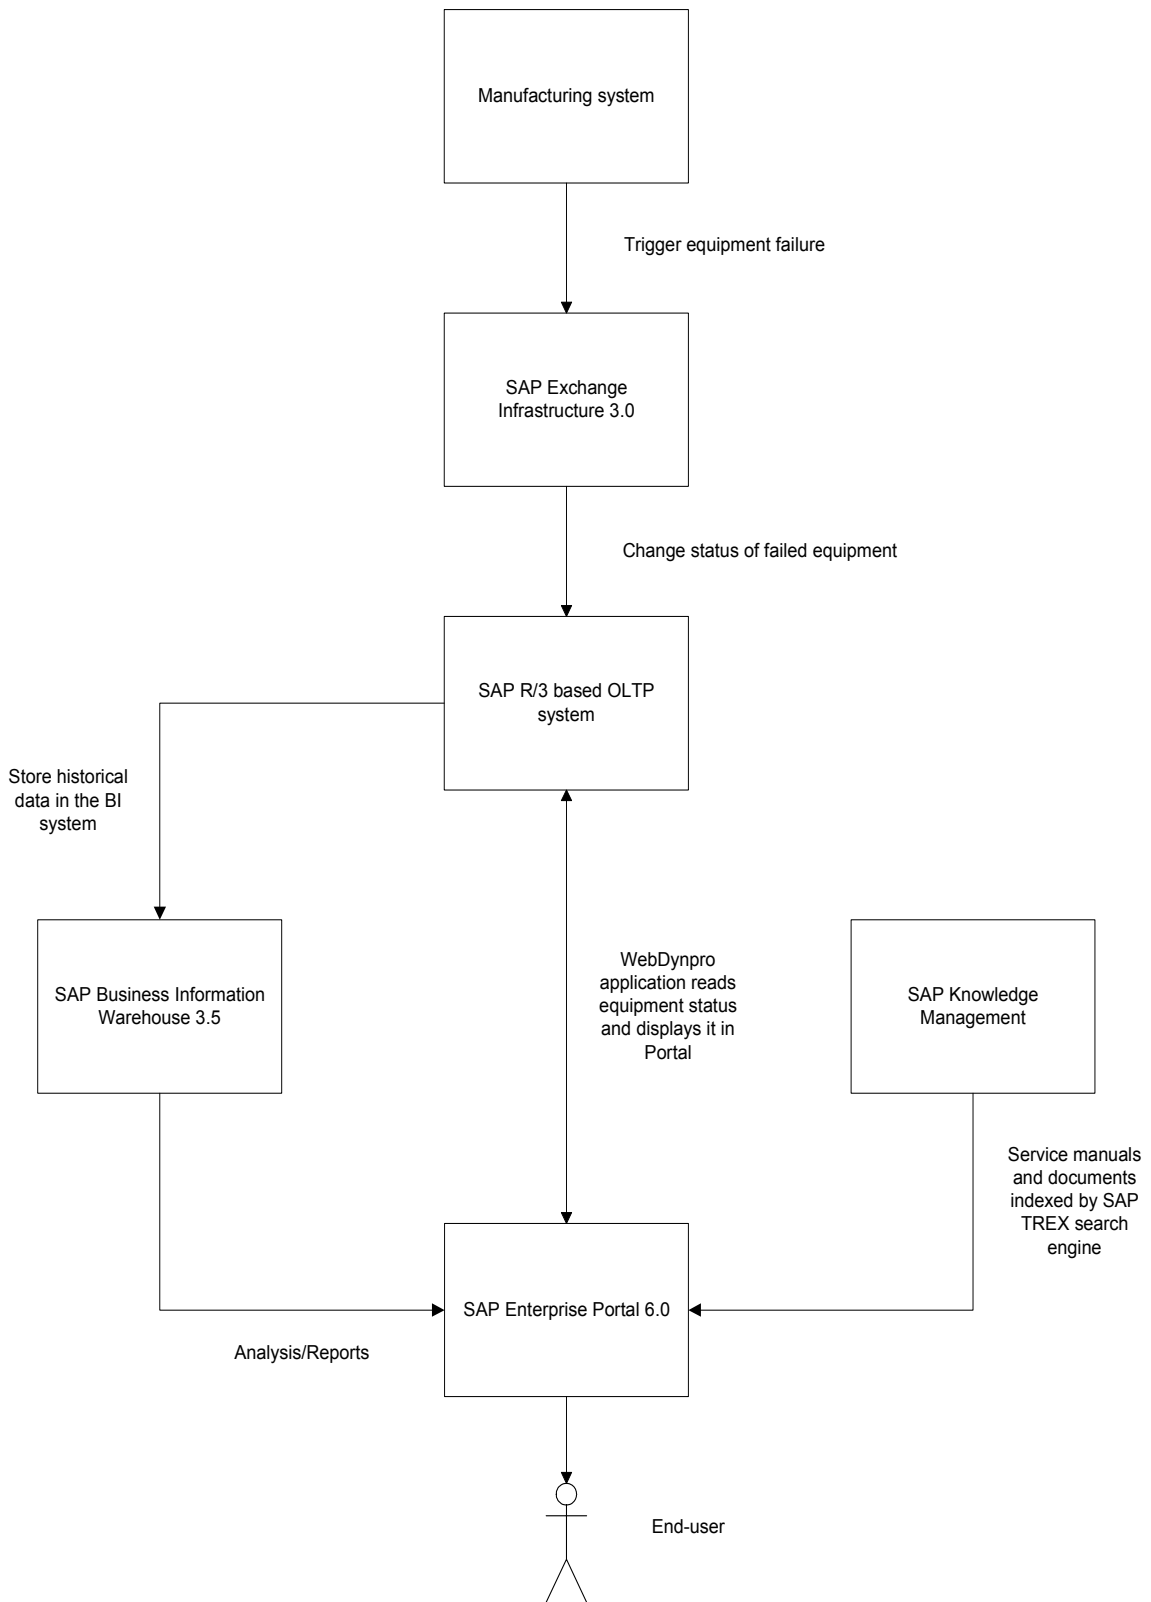 Manufacturing system
Trigger equipment failure
SAP Exchange
Infrastructure 3.0
Change status of failed equipment
SAP R/3 based OLTP
system
Store historical
data in the BI
system
SAP Business Information
Warehouse 3.5
WebDynpro
application reads
equipment status
and displays it in
Portal
SAP Knowledge
Management
Service manuals
and documents
indexed by SAP
TREX search
engine
SAP Enterprise Portal 6.0
Analysis/Reports
End-user